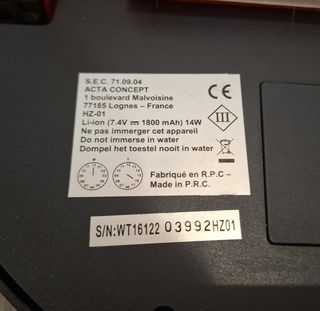 S.E.C. 71.09.04
ACTA CONCEPT
1 boulevard Malvoisine
77185 Lognes – France
HZ-01
Li-ion (7.4V ⎓ 1800 mAh) 14W
Ne pas immerger cet appareil
Do not immerse in water
Dompel het toestel nooit in water
CE
III
Fabriqué en R.P.C –
Made in P.R.C.
S/N:WT16122 03992HZ01